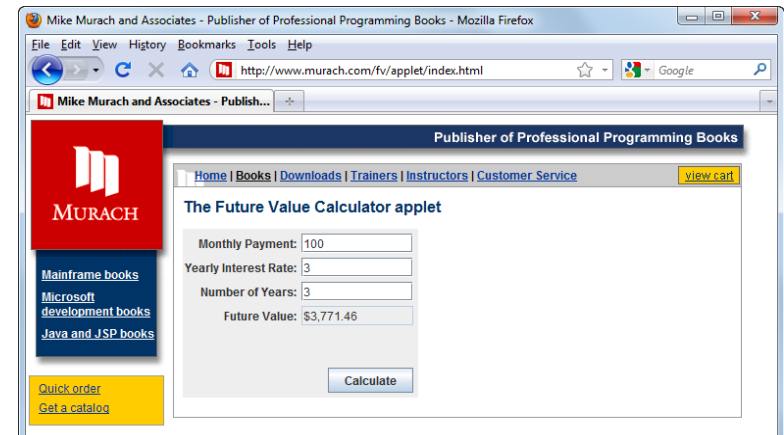 Mike Murach and Associates - Publisher of Professional Programming Books - Mozilla Firefox
File Edit View History Bookmarks Tools Help
http://www.murach.com/fv/applet/index.html
Google
Mike Murach and Associates - Publish...
Publisher of Professional Programming Books
Home | Books | Downloads | Trainers | Instructors | Customer Service
view cart
MURACH
The Future Value Calculator applet
Monthly Payment: 100
Yearly Interest Rate: 3
Number of Years: 3
Future Value: $3,771.46
Calculate
Mainframe books
Microsoft
development books
Java and JSP books
Quick order
Get a catalog